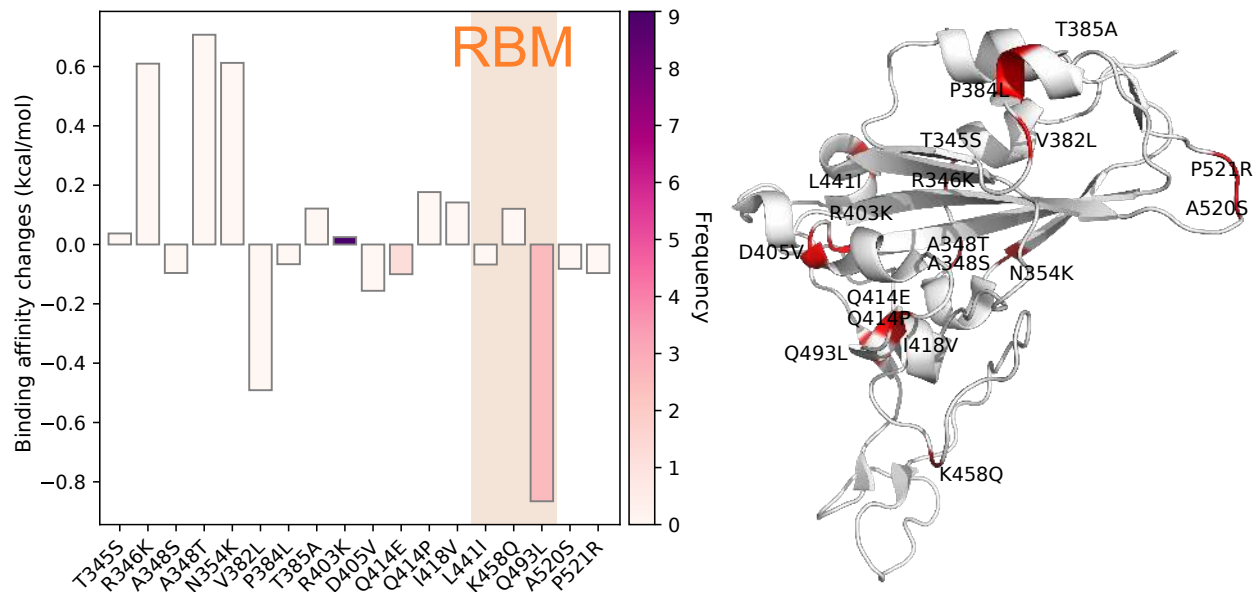 RBM
Binding affinity changes (kcal/mol)
0.6
0.4
0.2
0.0
−0.2
−0.4
−0.6
−0.8
T345S
R346K
A348S
A348T
N354K
V382L
P384L
T385A
R403K
D405V
Q414E
Q414P
I418V
L441I
K458Q
Q493L
A520S
P521R
9
8
7
6
5
4
3
2
1
0
Frequency
T385A
P384L
T345S
V382L
P521R
L441I
R346K
A520S
R403K
D405V
A348T
A348S
N354K
Q414E
Q414P
Q493L
I418V
K458Q